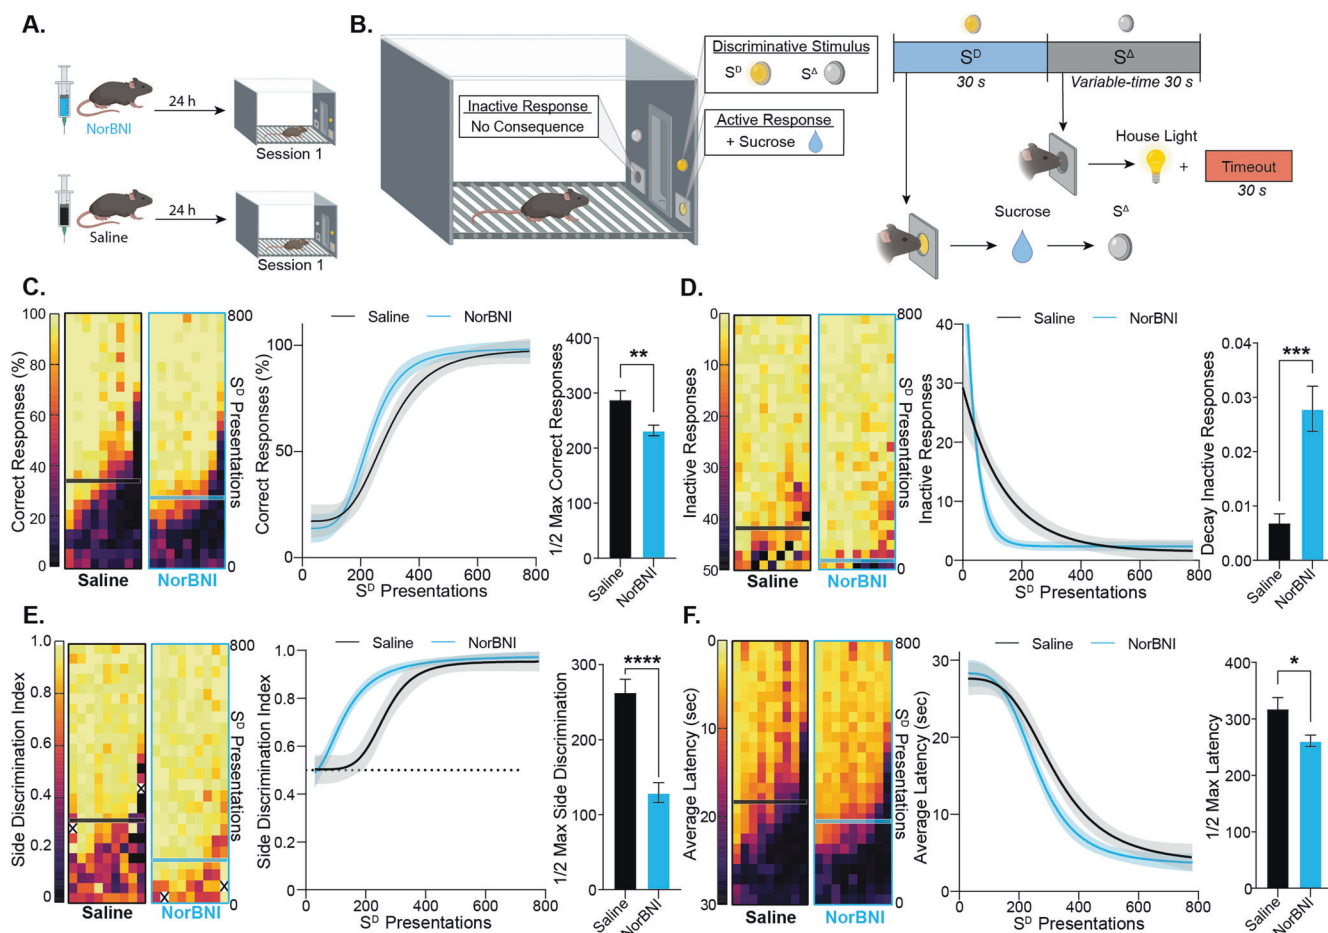 A.
NorBNI
24 h
Session 1
Saline
24 h
Session 1
B.
Inactive Response
No Consequence
Discriminative Stimulus
S^D
S^Δ
Active Response
+ Sucrose
S^D
S^Δ
30 s
Variable-time 30 s
House Light
+
Timeout
30 s
Sucrose
S^Δ
C.
Correct Responses (%)
100
80
60
40
20
0
Saline
NorBNI
800
S^D Presentations
0
Saline
NorBNI
Correct Responses (%)
100
50
0
0
200
400
600
800
S^D Presentations
1/2 Max Correct Responses
400
300
200
100
0
**
Saline
NorBNI
D.
Inactive Responses
0
10
20
30
40
50
Saline
NorBNI
800
S^D Presentations
0
Saline
NorBNI
Inactive Responses
40
30
20
10
0
0
200
400
600
800
S^D Presentations
Decay Inactive Responses
0.04
0.03
0.02
0.01
0.00
***
Saline
NorBNI
E.
Side Discrimination Index
1.0
0.8
0.6
0.4
0.2
0
X
X
X
X
Saline
NorBNI
800
S^D Presentations
0
Saline
NorBNI
Side Discrimination Index
1.0
0.8
0.6
0.4
0.2
0
0
200
400
600
800
S^D Presentations
1/2 Max Side Discrimination
300
200
100
0
****
Saline
NorBNI
F.
Average Latency (sec)
0
10
20
30
Saline
NorBNI
800
S^D Presentations
0
Saline
NorBNI
Average Latency (sec)
30
20
10
0
0
200
400
600
800
S^D Presentations
1/2 Max Latency
400
300
200
100
0
*
Saline
NorBNI